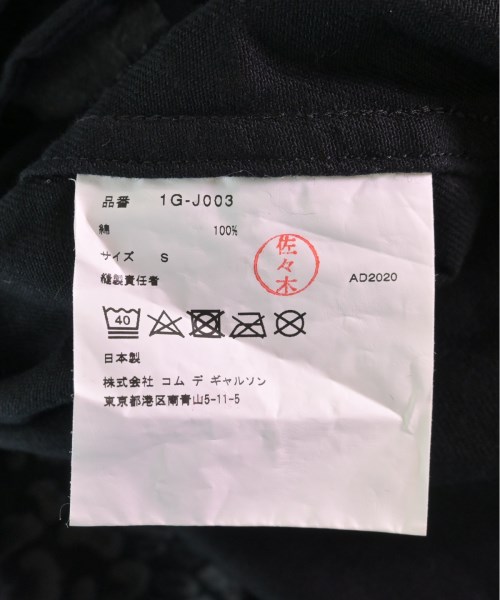 品番 1G-J003
綿 100%
サイズ S
縫製責任者 佐々木 AD2020
40
日本製
株式会社 コム デ ギャルソン
東京都港区南青山5-11-5